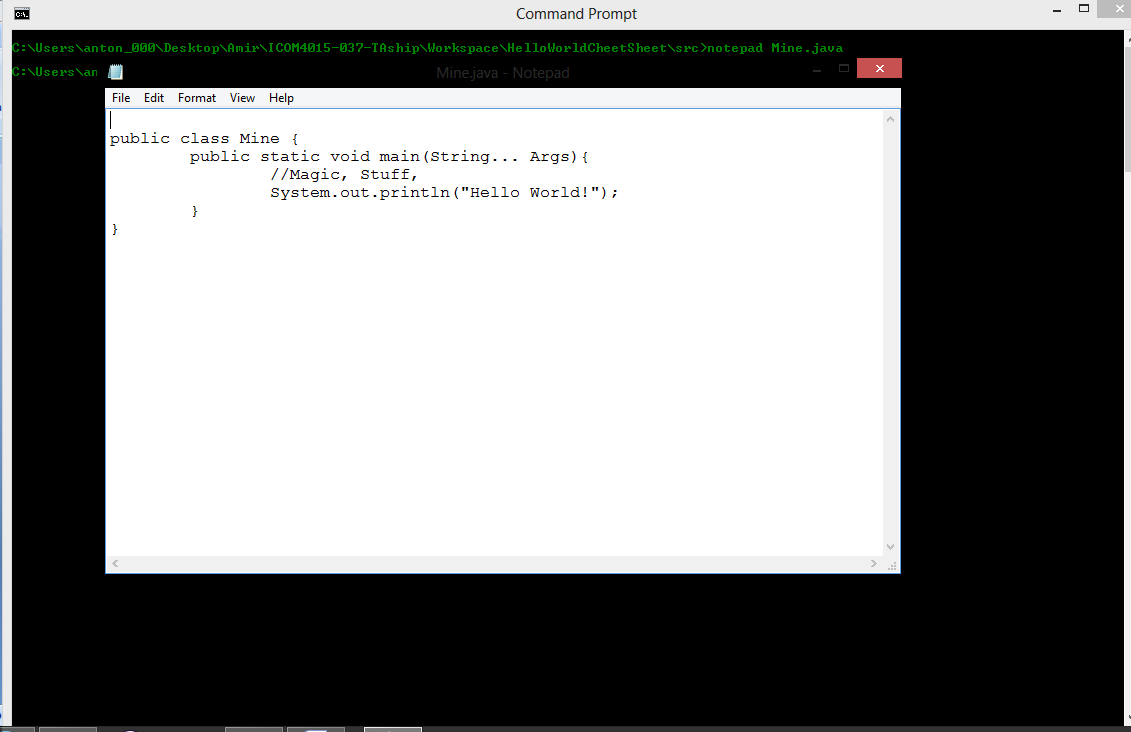 Command Prompt
C:\Users\anton_000\Desktop\Amir\ICOM4015-037-TAship\Workspace\HelloWorldCheetSheet\src>notepad Mine.java
C:\Users\an
Mine.java - Notepad
File Edit Format View Help
public class Mine {
public static void main(String... Args){
//Magic, Stuff,
System.out.println("Hello World!");
}
}